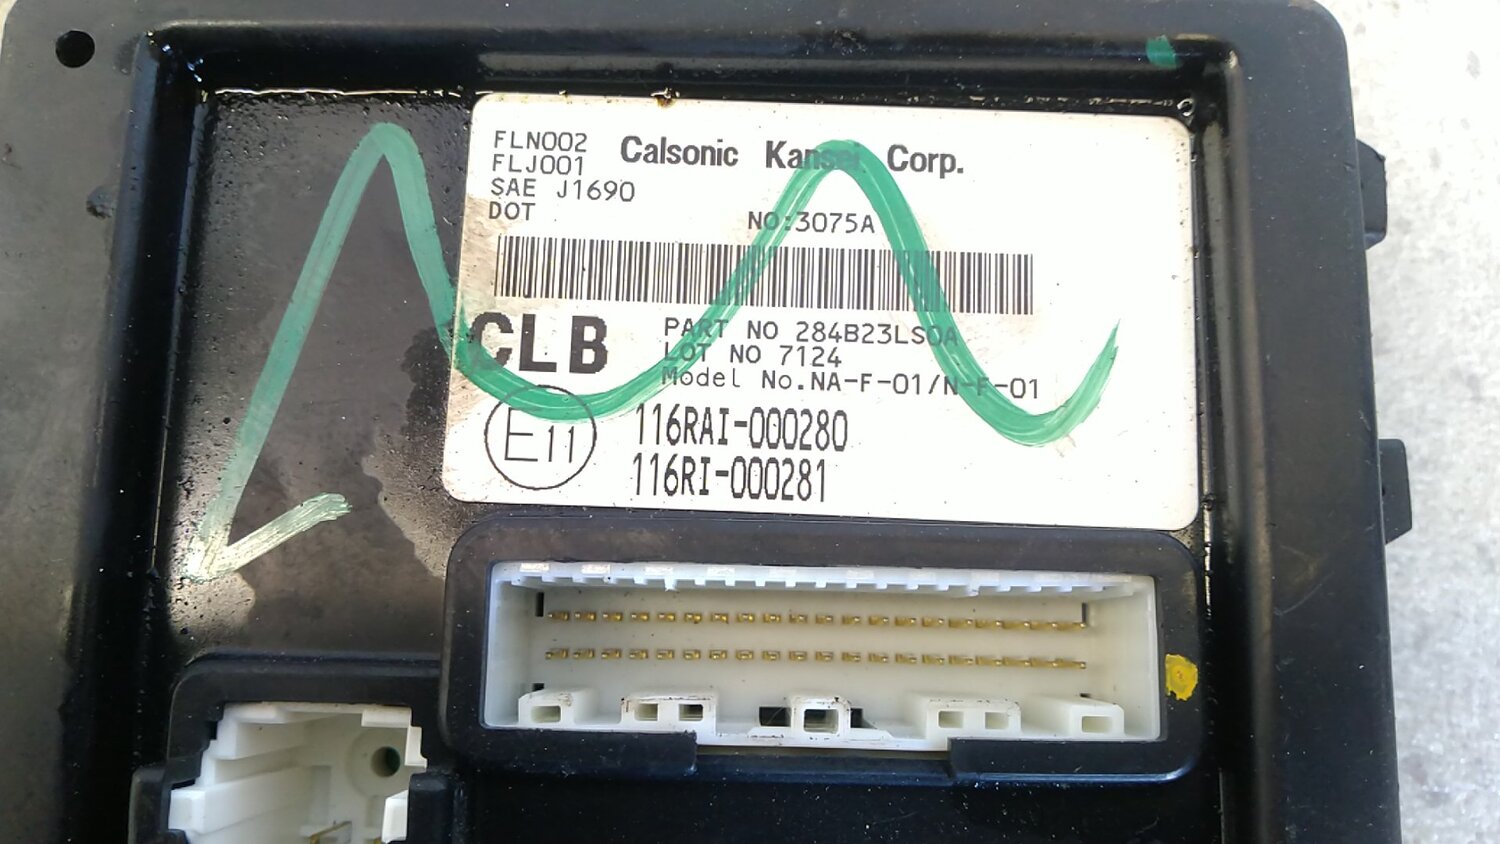 FLN002
FLJ001
SAE J1690
DOT
Calsonic Kansei Corp.
NO:3075A
CLB
PART NO 284B23LS0A
LOT NO 7124
Model No.NA-F-01/N-F-01
E11
116RAI-000280
116RI-000281